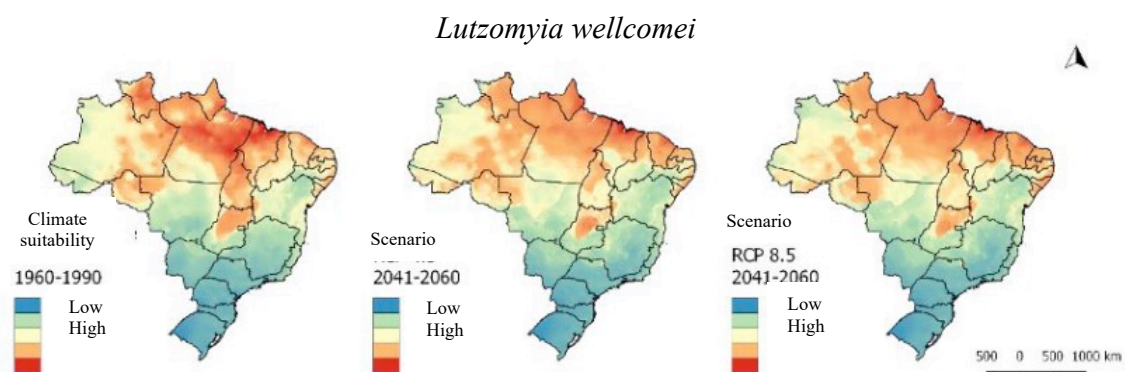 Lutzomyia wellcomei
Climate
suitability
1960-1990
Low
High
Scenario
2041-2060
Low
High
Scenario
RCP 8.5
2041-2060
Low
High
500 0 500 1000 km